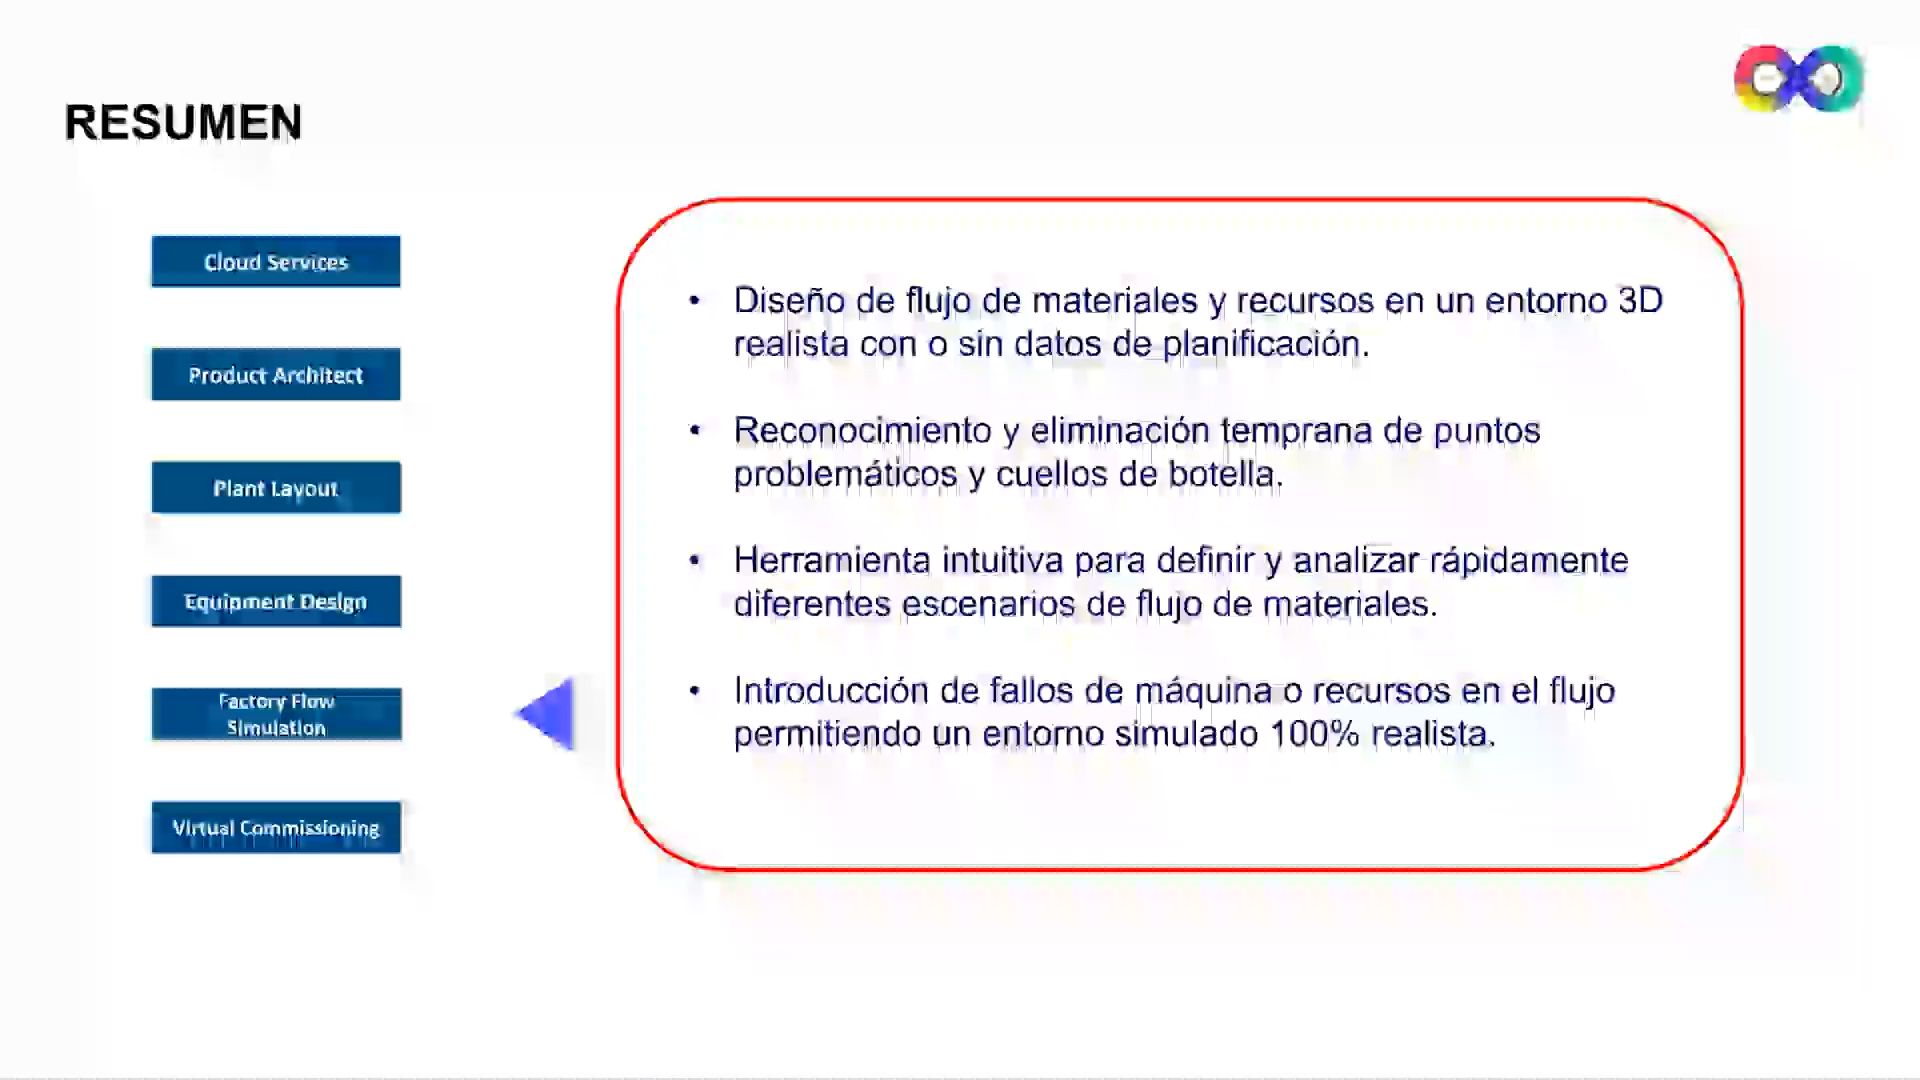 RESUMEN
Cloud Services
Product Architect
Plant Layout
Equipment Design
Factory Flow
Simulation
Virtual Commissioning
• Diseño de flujo de materiales y recursos en un entorno 3D
realista con o sin datos de planificación.
• Reconocimiento y eliminación temprana de puntos
problemáticos y cuellos de botella.
• Herramienta intuitiva para definir y analizar rápidamente
diferentes escenarios de flujo de materiales.
• Introducción de fallos de máquina o recursos en el flujo
permitiendo un entorno simulado 100% realista.